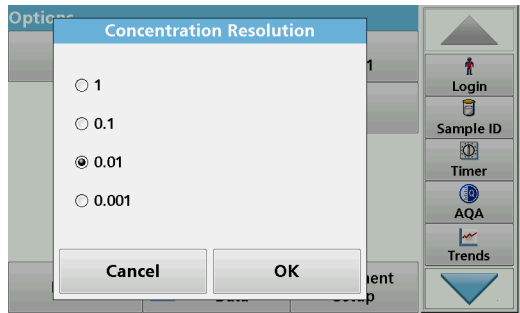 Options
Concentration Resolution
1
0.1
0.01
0.001
Cancel
OK
Login
Sample ID
Timer
AQA
Trends